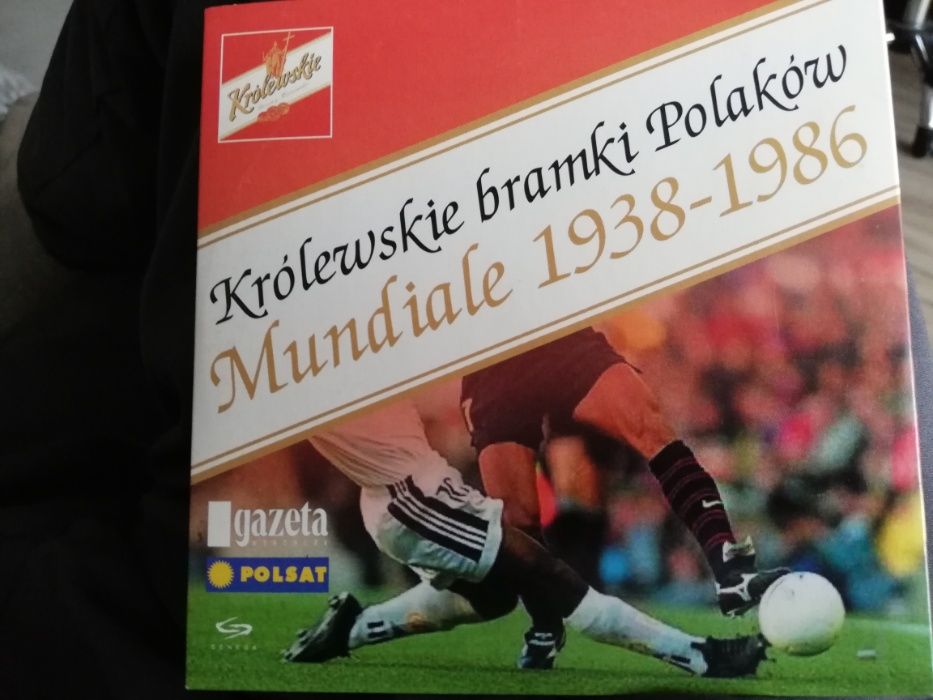 Królewskie
Królewskie bramki Polaków
Mundiale 1938-1986
gazeta
POLSAT